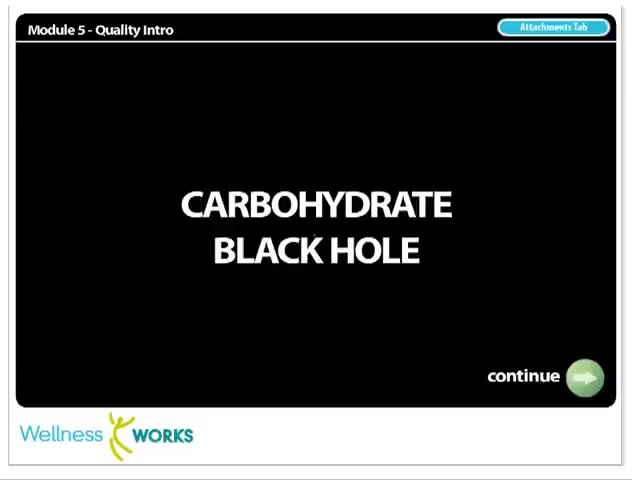 Module 5 - Quality Intro
Attachments Tab
CARBOHYDRATE
BLACK HOLE
continue
Wellness WORKS